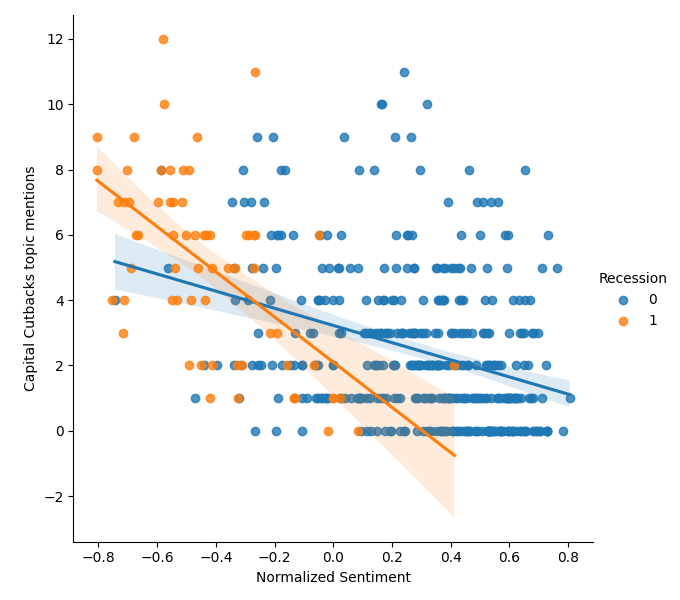 12
10
8
6
4
2
0
−2
Capital Cutbacks topic mentions
−0.8 −0.6 −0.4 −0.2 0.0 0.2 0.4 0.6 0.8
Normalized Sentiment
Recession
0
1